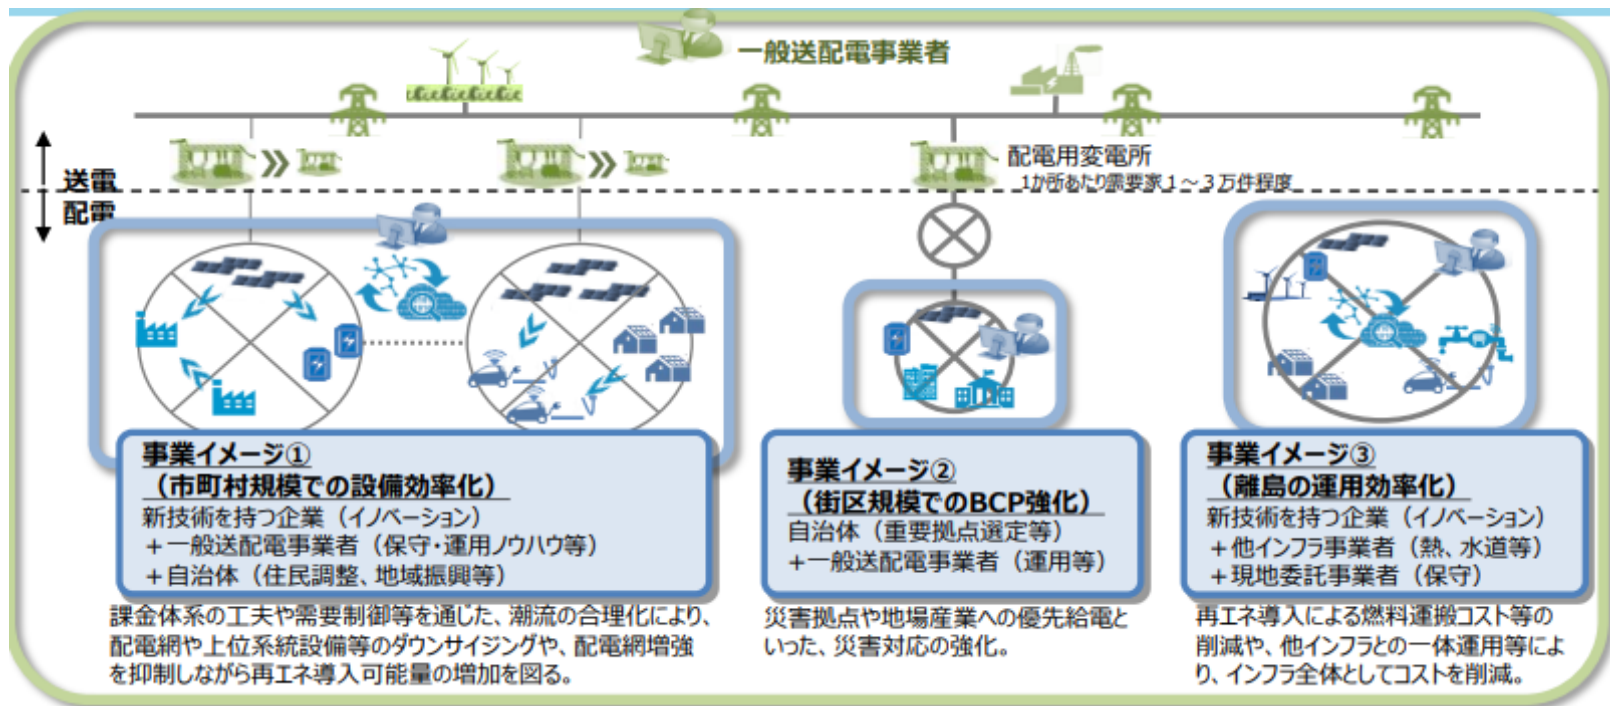 一般送配電事業者
配電用変電所
1か所あたり需要家１～３万件程度
送電
配電
事業イメージ①
（市町村規模での設備効率化）
新技術を持つ企業（イノベーション）
＋一般送配電事業者（保守・運用ノウハウ等）
＋自治体（住民調整、地域振興等）
課金体系の工夫や需要制御等を通じた、潮流の合理化により、
配電網や上位系統設備等のダウンサイジングや、配電網増強
を抑制しながら再エネ導入可能量の増加を図る。
事業イメージ②
（街区規模でのBCP強化）
自治体（重要拠点選定等）
＋一般送配電事業者（運用等）
災害拠点や地場産業への優先給電と
いった、災害対応の強化。
事業イメージ③
（離島の運用効率化）
新技術を持つ企業（イノベーション）
＋他インフラ事業者（熱、水道等）
＋現地委託事業者（保守）
再エネ導入による燃料運搬コスト等の
削減や、他インフラとの一体運用等によ
り、インフラ全体としてコストを削減。